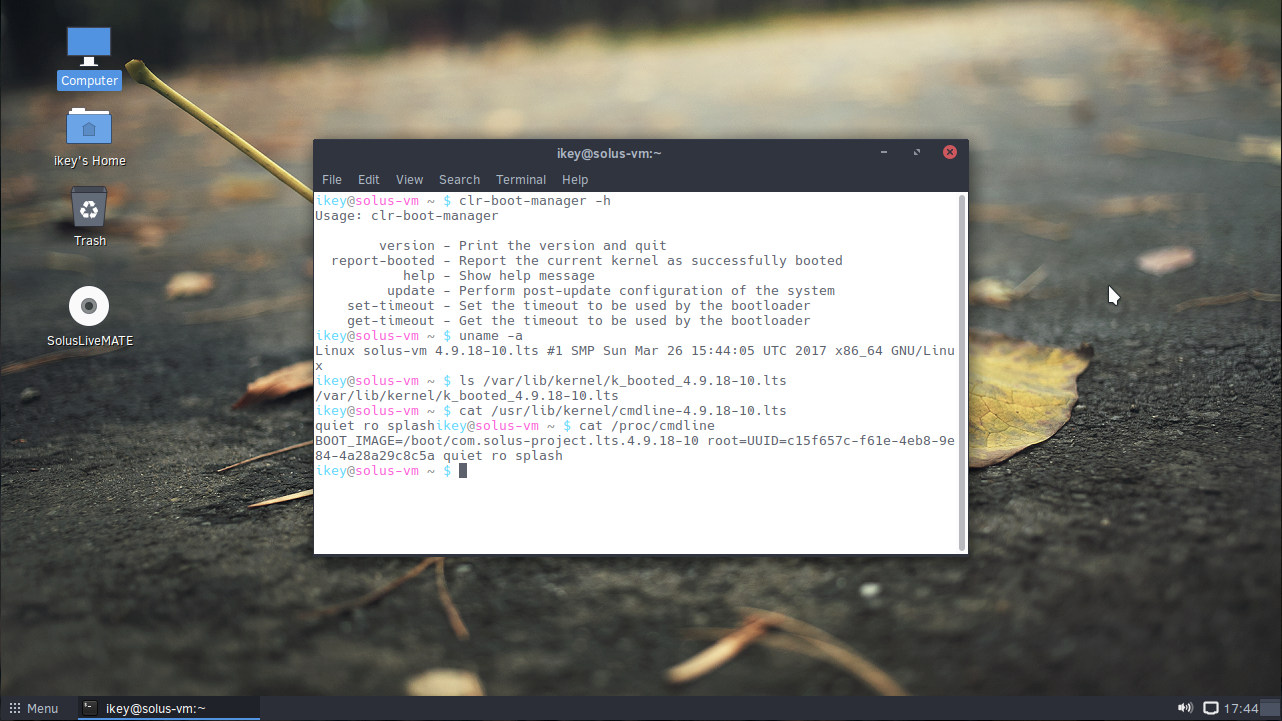 Computer
ikey's Home
Trash
SolusLiveMATE
ikey@solus-vm:~
File Edit View Search Terminal Help
ikey@solus-vm ~ $ clr-boot-manager -h
Usage: clr-boot-manager
version - Print the version and quit
report-booted - Report the current kernel as successfully booted
help - Show help message
update - Perform post-update configuration of the system
set-timeout - Set the timeout to be used by the bootloader
get-timeout - Get the timeout to be used by the bootloader
ikey@solus-vm ~ $ uname -a
Linux solus-vm 4.9.18-10.lts #1 SMP Sun Mar 26 15:44:05 UTC 2017 x86_64 GNU/Linu
x
ikey@solus-vm ~ $ ls /var/lib/kernel/k_booted_4.9.18-10.lts
/var/lib/kernel/k_booted_4.9.18-10.lts
ikey@solus-vm ~ $ cat /usr/lib/kernel/cmdline-4.9.18-10.lts
quiet ro splashikey@solus-vm ~ $ cat /proc/cmdline
BOOT_IMAGE=/boot/com.solus-project.lts.4.9.18-10 root=UUID=c15f657c-f61e-4eb8-9e
84-4a28a29c8c5a quiet ro splash
ikey@solus-vm ~ $
Menu
ikey@solus-vm:~
17:44